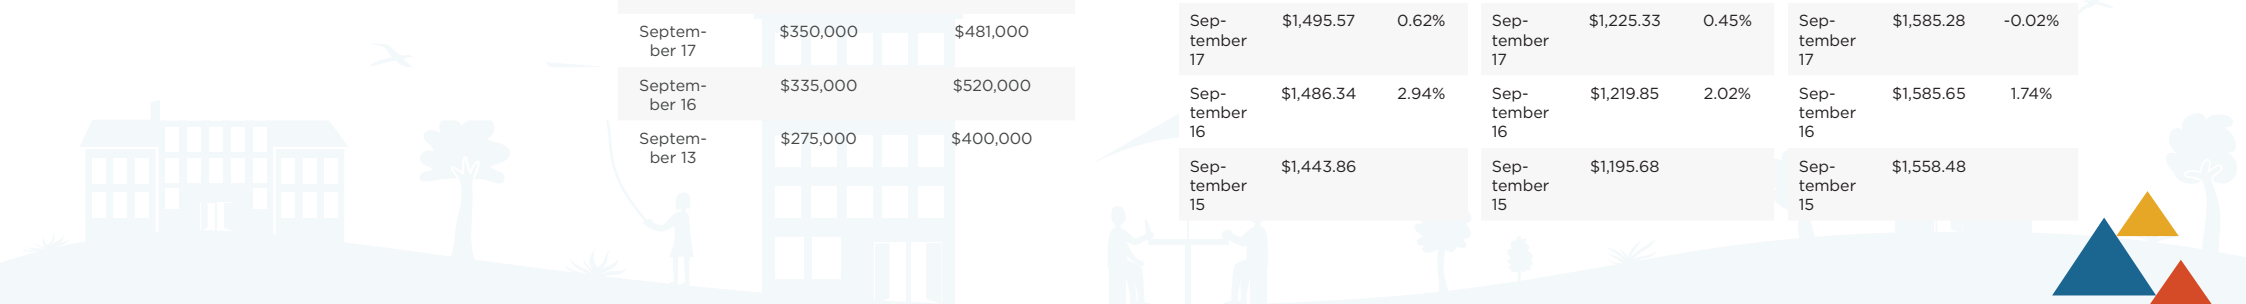 Septem-
ber 17
$350,000 $481,000
Septem-
ber 16
$335,000 $520,000
Septem-
ber 13
$275,000 $400,000
Sep-
tember
17
$1,495.57 0.62%
Sep-
tember
16
$1,486.34 2.94%
Sep-
tember
15
$1,443.86
Sep-
tember
17
$1,225.33 0.45%
Sep-
tember
16
$1,219.85 2.02%
Sep-
tember
15
$1,195.68
Sep-
tember
17
$1,585.28 -0.02%
Sep-
tember
16
$1,585.65 1.74%
Sep-
tember
15
$1,558.48